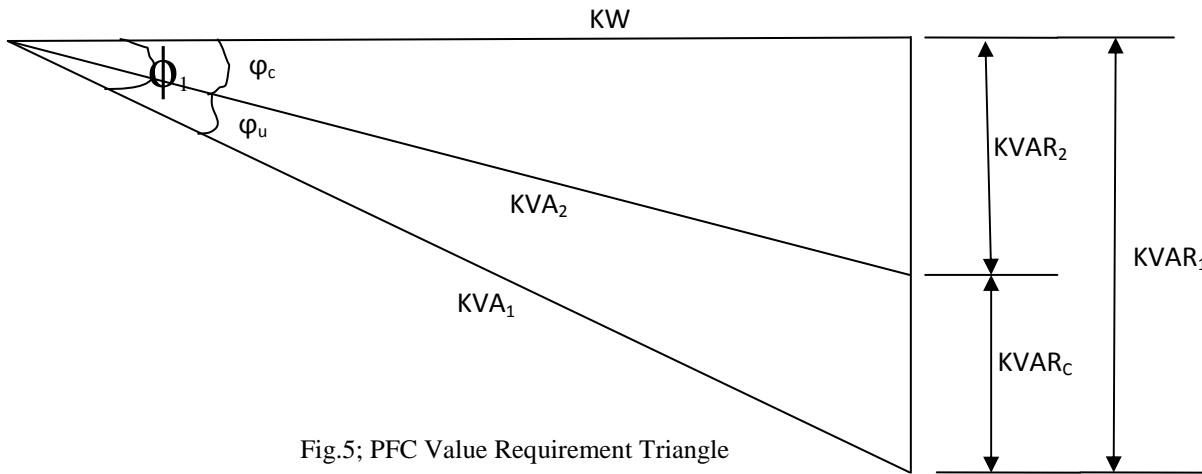 KW
ϕ₁
φc
φu
KVAR₂
KVA₂
KVAR₁
KVA₁
KVARC
Fig.5; PFC Value Requirement Triangle